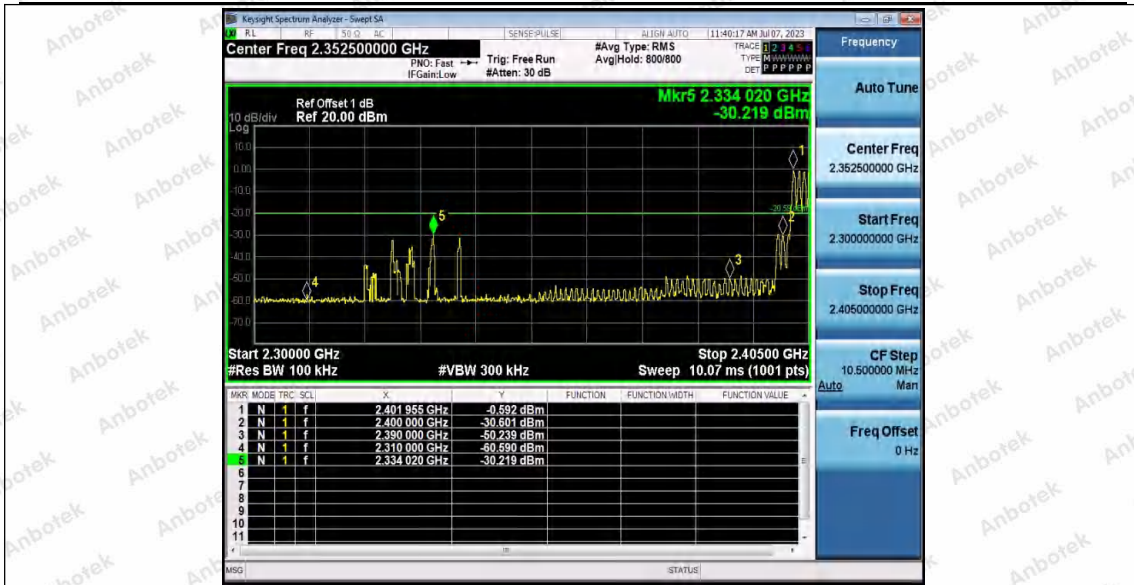 Keysight Spectrum Analyzer - Swept SA
RL RF 50 Ω AC SENSE:PULSE ALIGN AUTO 11:40:17 AM Jul 07, 2023
Center Freq 2.352500000 GHz
PNO: Fast
IFGain:Low
Trig: Free Run
#Atten: 30 dB
#Avg Type: RMS
Avg|Hold: 800/800
TRACE 1 2 3 4 5 6
TYPE M
DET P P P P P P
Mkr5 2.334 020 GHz
-30.219 dBm
Ref Offset 1 dB
10 dB/div Ref 20.00 dBm
Log
10.0
0.00
-10.0
-20.0
-30.0
-40.0
-50.0
-60.0
-70.0
1
2
3
4
5
Start 2.30000 GHz Stop 2.40500 GHz
#Res BW 100 kHz #VBW 300 kHz Sweep 10.07 ms (1001 pts)
MKR MODE TRC SCL X Y FUNCTION FUNCTION WIDTH FUNCTION VALUE
1 N 1 f 2.401 955 GHz -0.592 dBm
2 N 1 f 2.400 000 GHz -30.601 dBm
3 N 1 f 2.390 000 GHz -50.239 dBm
4 N 1 f 2.310 000 GHz -60.590 dBm
5 N 1 f 2.334 020 GHz -30.219 dBm
6
7
8
9
10
11
MSG STATUS
Frequency
Auto Tune
Center Freq
2.352500000 GHz
Start Freq
2.300000000 GHz
Stop Freq
2.405000000 GHz
CF Step
10.500000 MHz
Auto Man
Freq Offset
0 Hz
Anbotek